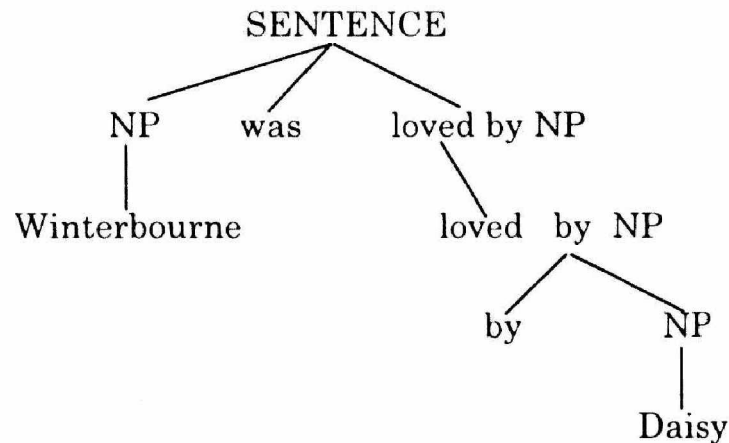 SENTENCE
NP was loved by NP
Winterbourne loved by NP
by NP
Daisy